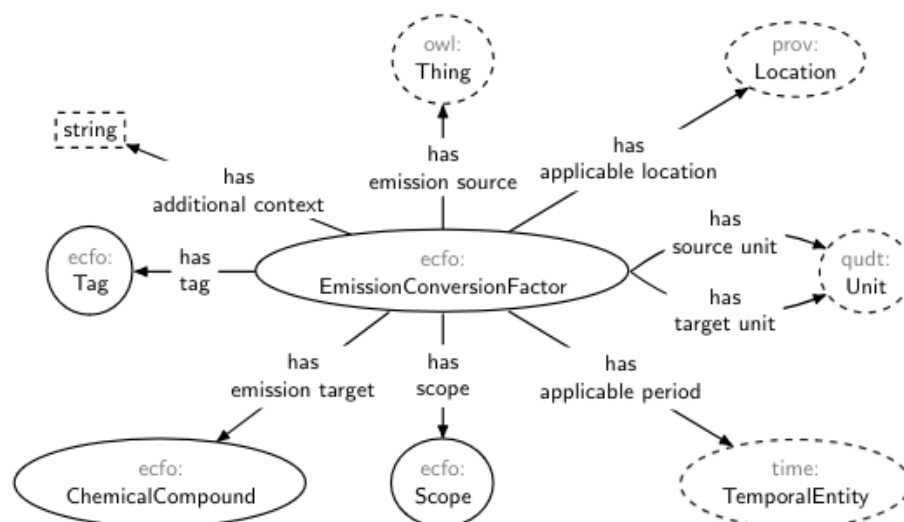 owl:
Thing
prov:
Location
string
has
additional context
has
emission source
has
applicable location
ecfo:
Tag
has
tag
ecfo:
EmissionConversionFactor
has
source unit
has
target unit
qudt:
Unit
has
emission target
has
scope
has
applicable period
ecfo:
ChemicalCompound
ecfo:
Scope
time:
TemporalEntity